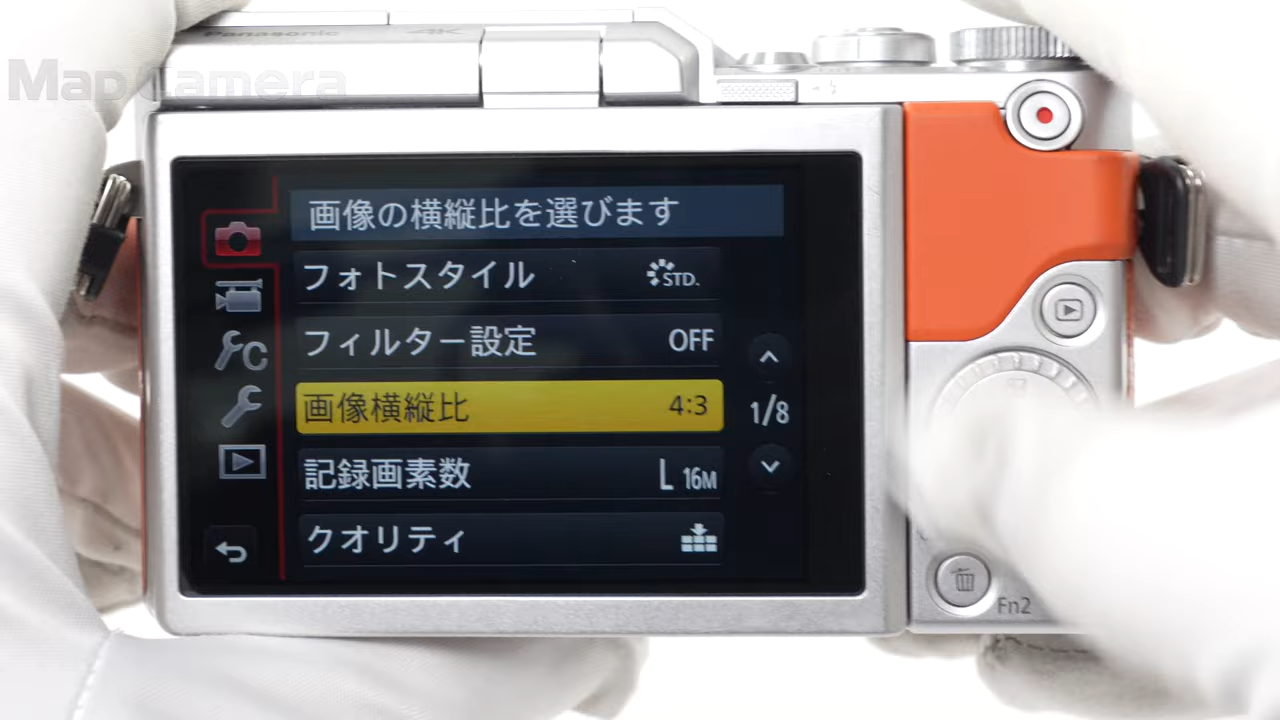 Panasonic 4K
Map Camera
画像の横縦比を選びます
フォトスタイル STD.
フィルター設定 OFF
画像横縦比 4:3
1/8
記録画素数 L 16M
クオリティ
C
Fn2